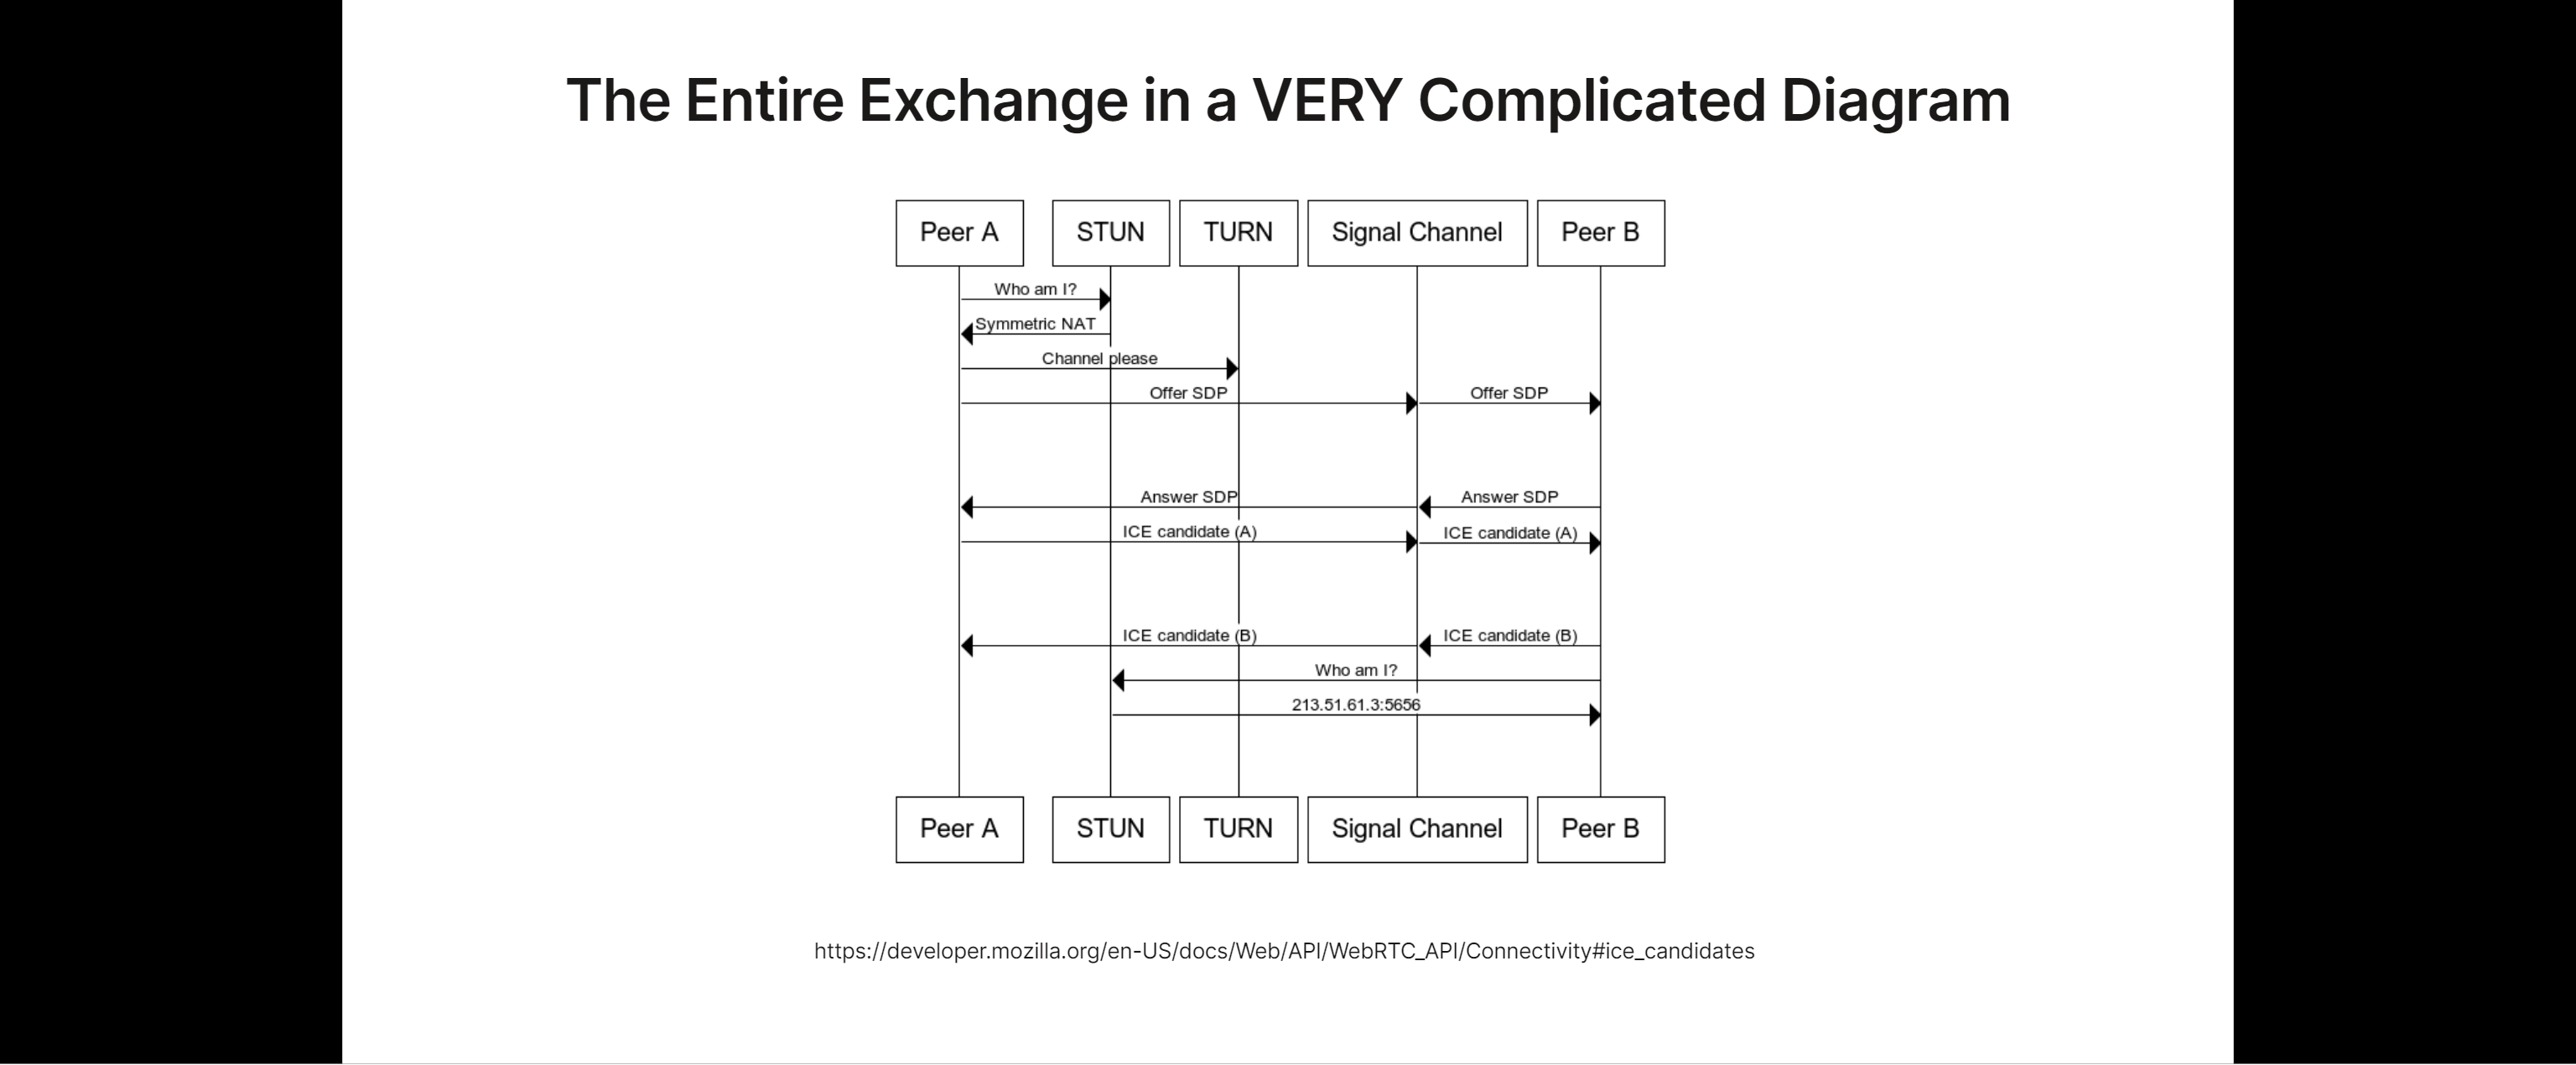 The Entire Exchange in a VERY Complicated Diagram
Peer A
STUN
TURN
Signal Channel
Peer B
Who am I?
Symmetric NAT
Channel please
Offer SDP
Offer SDP
Answer SDP
Answer SDP
ICE candidate (A)
ICE candidate (A)
ICE candidate (B)
ICE candidate (B)
Who am I?
213.51.61.3:5656
Peer A
STUN
TURN
Signal Channel
Peer B
https://developer.mozilla.org/en-US/docs/Web/API/WebRTC_API/Connectivity#ice_candidates